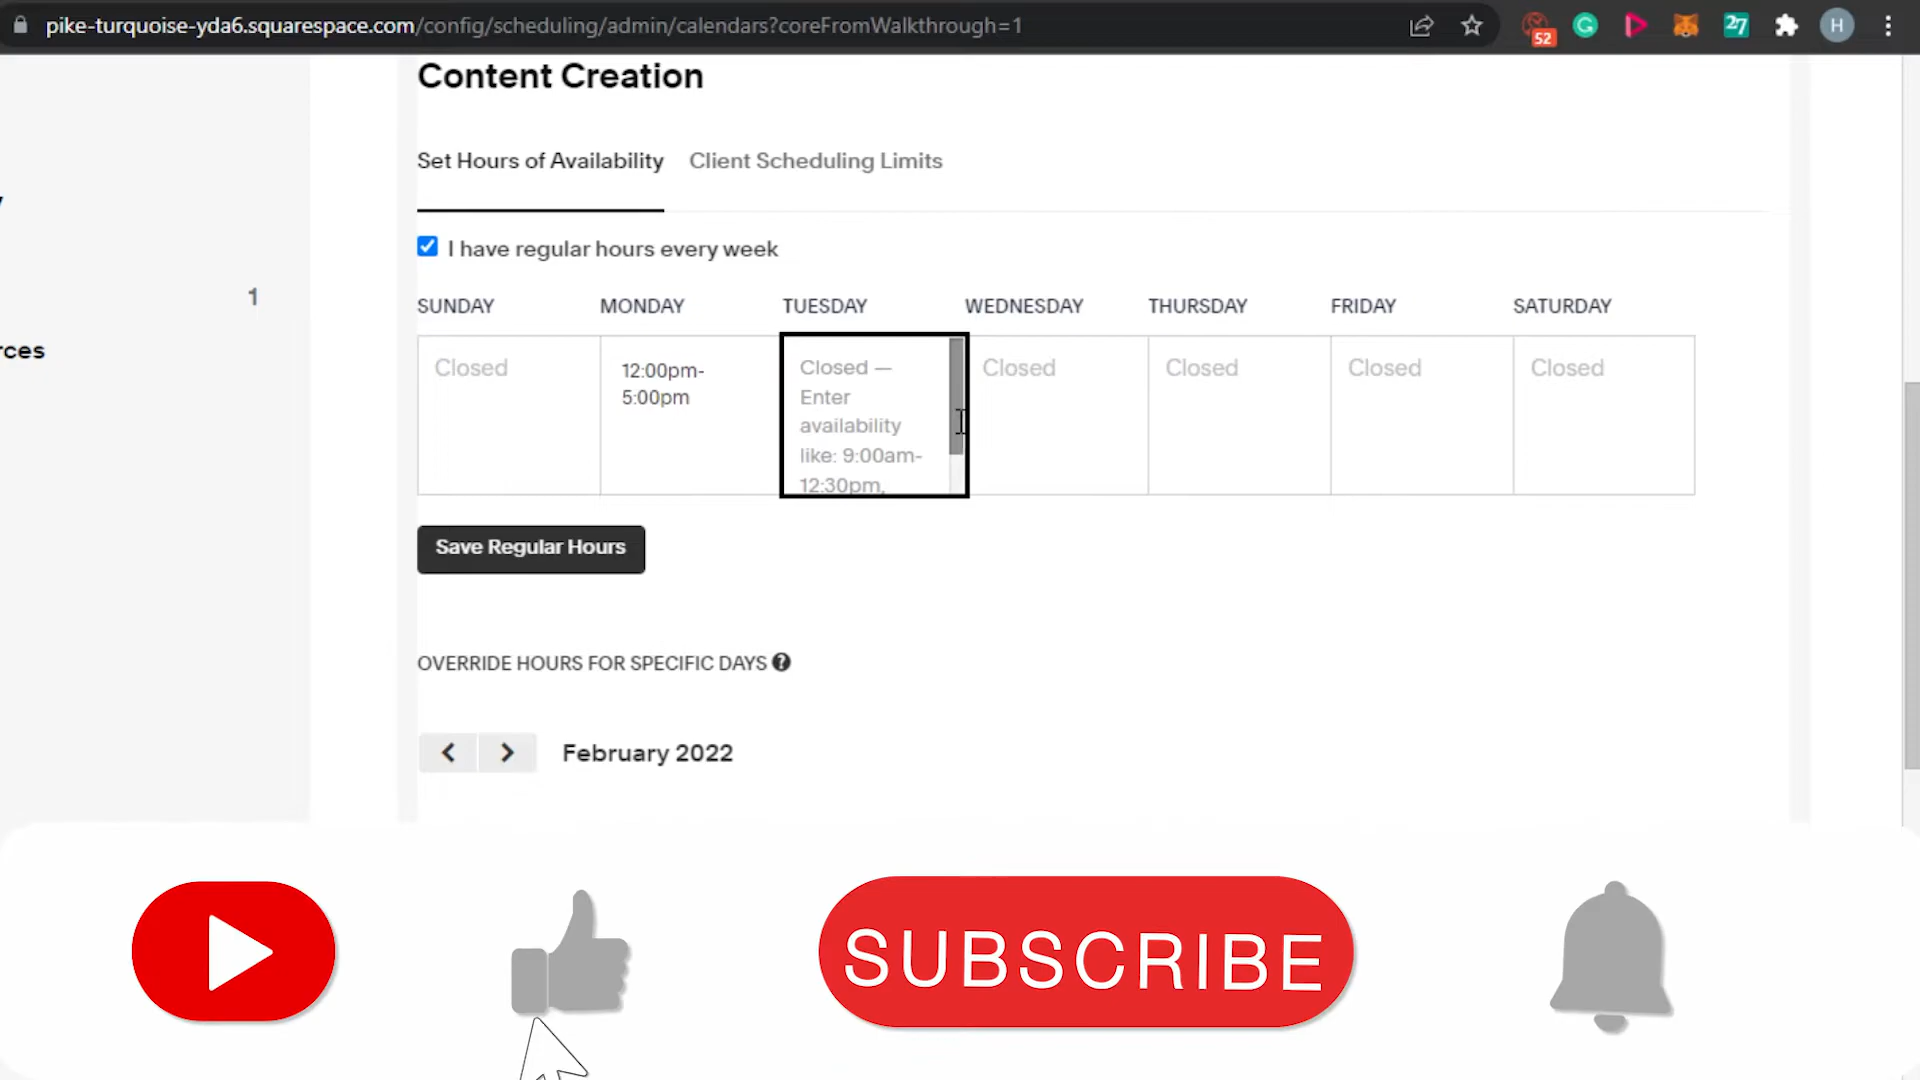 pike-turquoise-yda6.squarespace.com/config/scheduling/admin/calendars?coreFromWalkthrough=1
52
27
H
Content Creation
Set Hours of Availability Client Scheduling Limits
I have regular hours every week
1
SUNDAY MONDAY TUESDAY WEDNESDAY THURSDAY FRIDAY SATURDAY
rces
Closed
12:00pm-
5:00pm
Closed —
Enter
availability
like: 9:00am-
12:30pm,
Closed
Closed
Closed
Closed
Save Regular Hours
OVERRIDE HOURS FOR SPECIFIC DAYS ?
February 2022
SUBSCRIBE